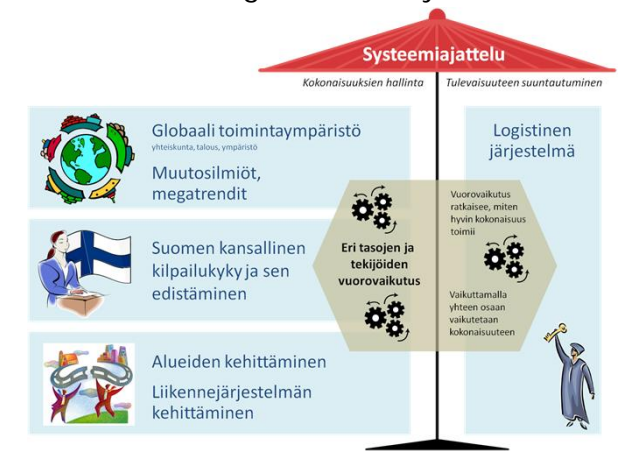 Systeemiajattelu
Kokonaisuuksien hallinta
Tulevaisuuteen suuntautuminen
Globaali toimintaympäristö
yhteiskunta, talous, ympäristö
Muutosilmiöt,
megatrendit
Suomen kansallinen
kilpailukyky ja sen
edistäminen
Alueiden kehittäminen
Liikennejärjestelmän
kehittäminen
Eri tasojen ja
tekijöiden
vuorovaikutus
Logistinen
järjestelmä
Vuorovaikutus
ratkaisee, miten
hyvin kokonaisuus
toimii
Vaikuttamalla
yhteen osaan
vaikutetaan
kokonaisuuteen